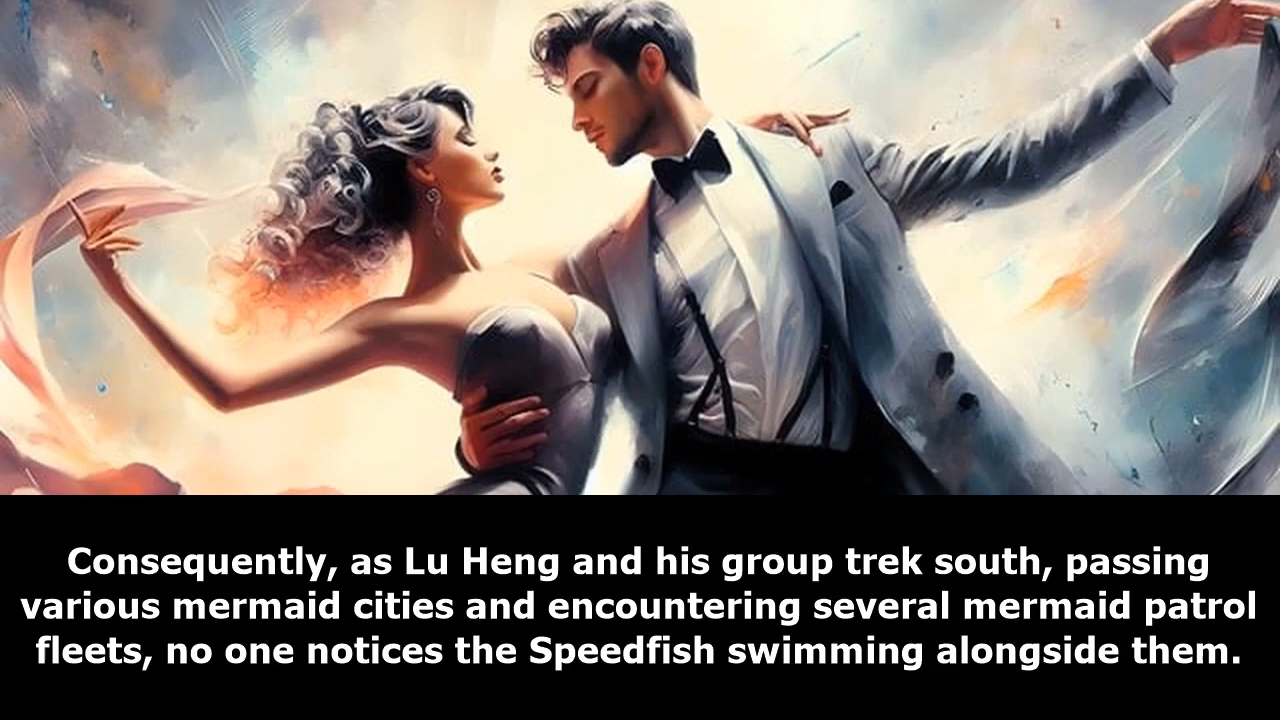 Consequently, as Lu Heng and his group trek south, passing
various mermaid cities and encountering several mermaid patrol
fleets, no one notices the Speedfish swimming alongside them.